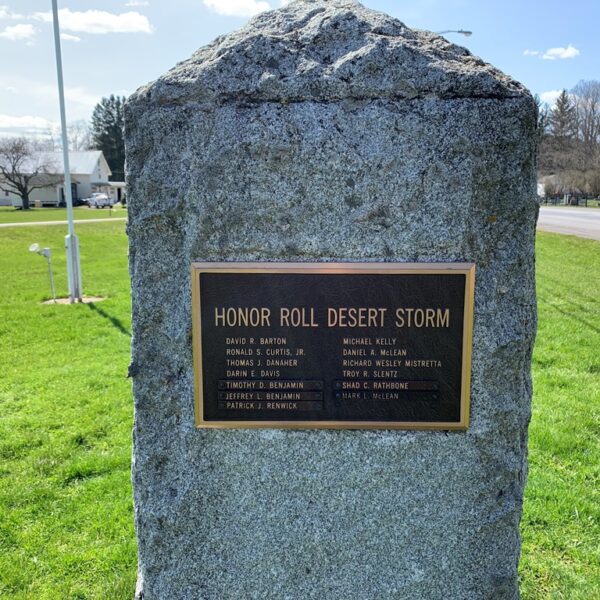 HONOR ROLL DESERT STORM
DAVID R. BARTON
RONALD S. CURTIS, JR.
THOMAS J. DANAHER
DARIN E. DAVIS
TIMOTHY D. BENJAMIN
JEFFREY L. BENJAMIN
PATRICK J. RENWICK
MICHAEL KELLY
DANIEL A. McLEAN
RICHARD WESLEY MISTRETTA
TROY R. SLENTZ
SHAD C. RATHBONE
MARK L. McLEAN